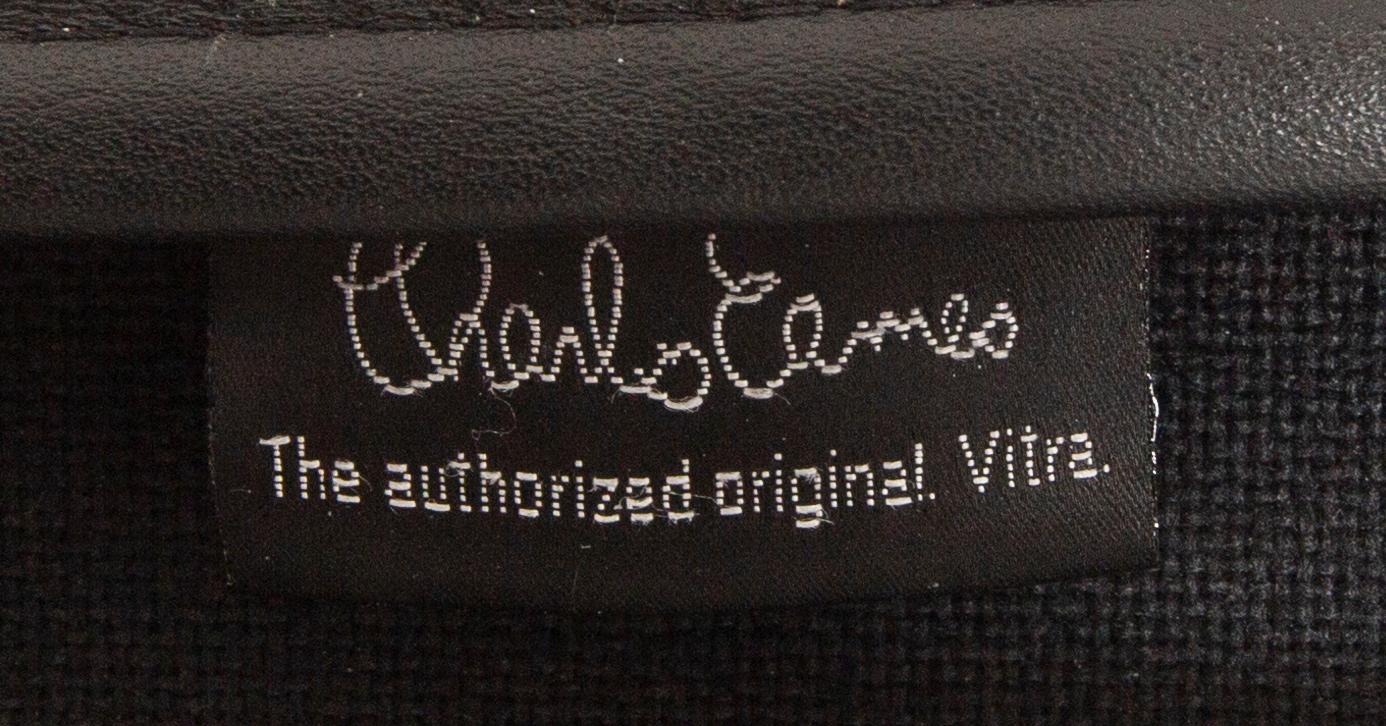 Charles Eames
The authorized original. Vitra.